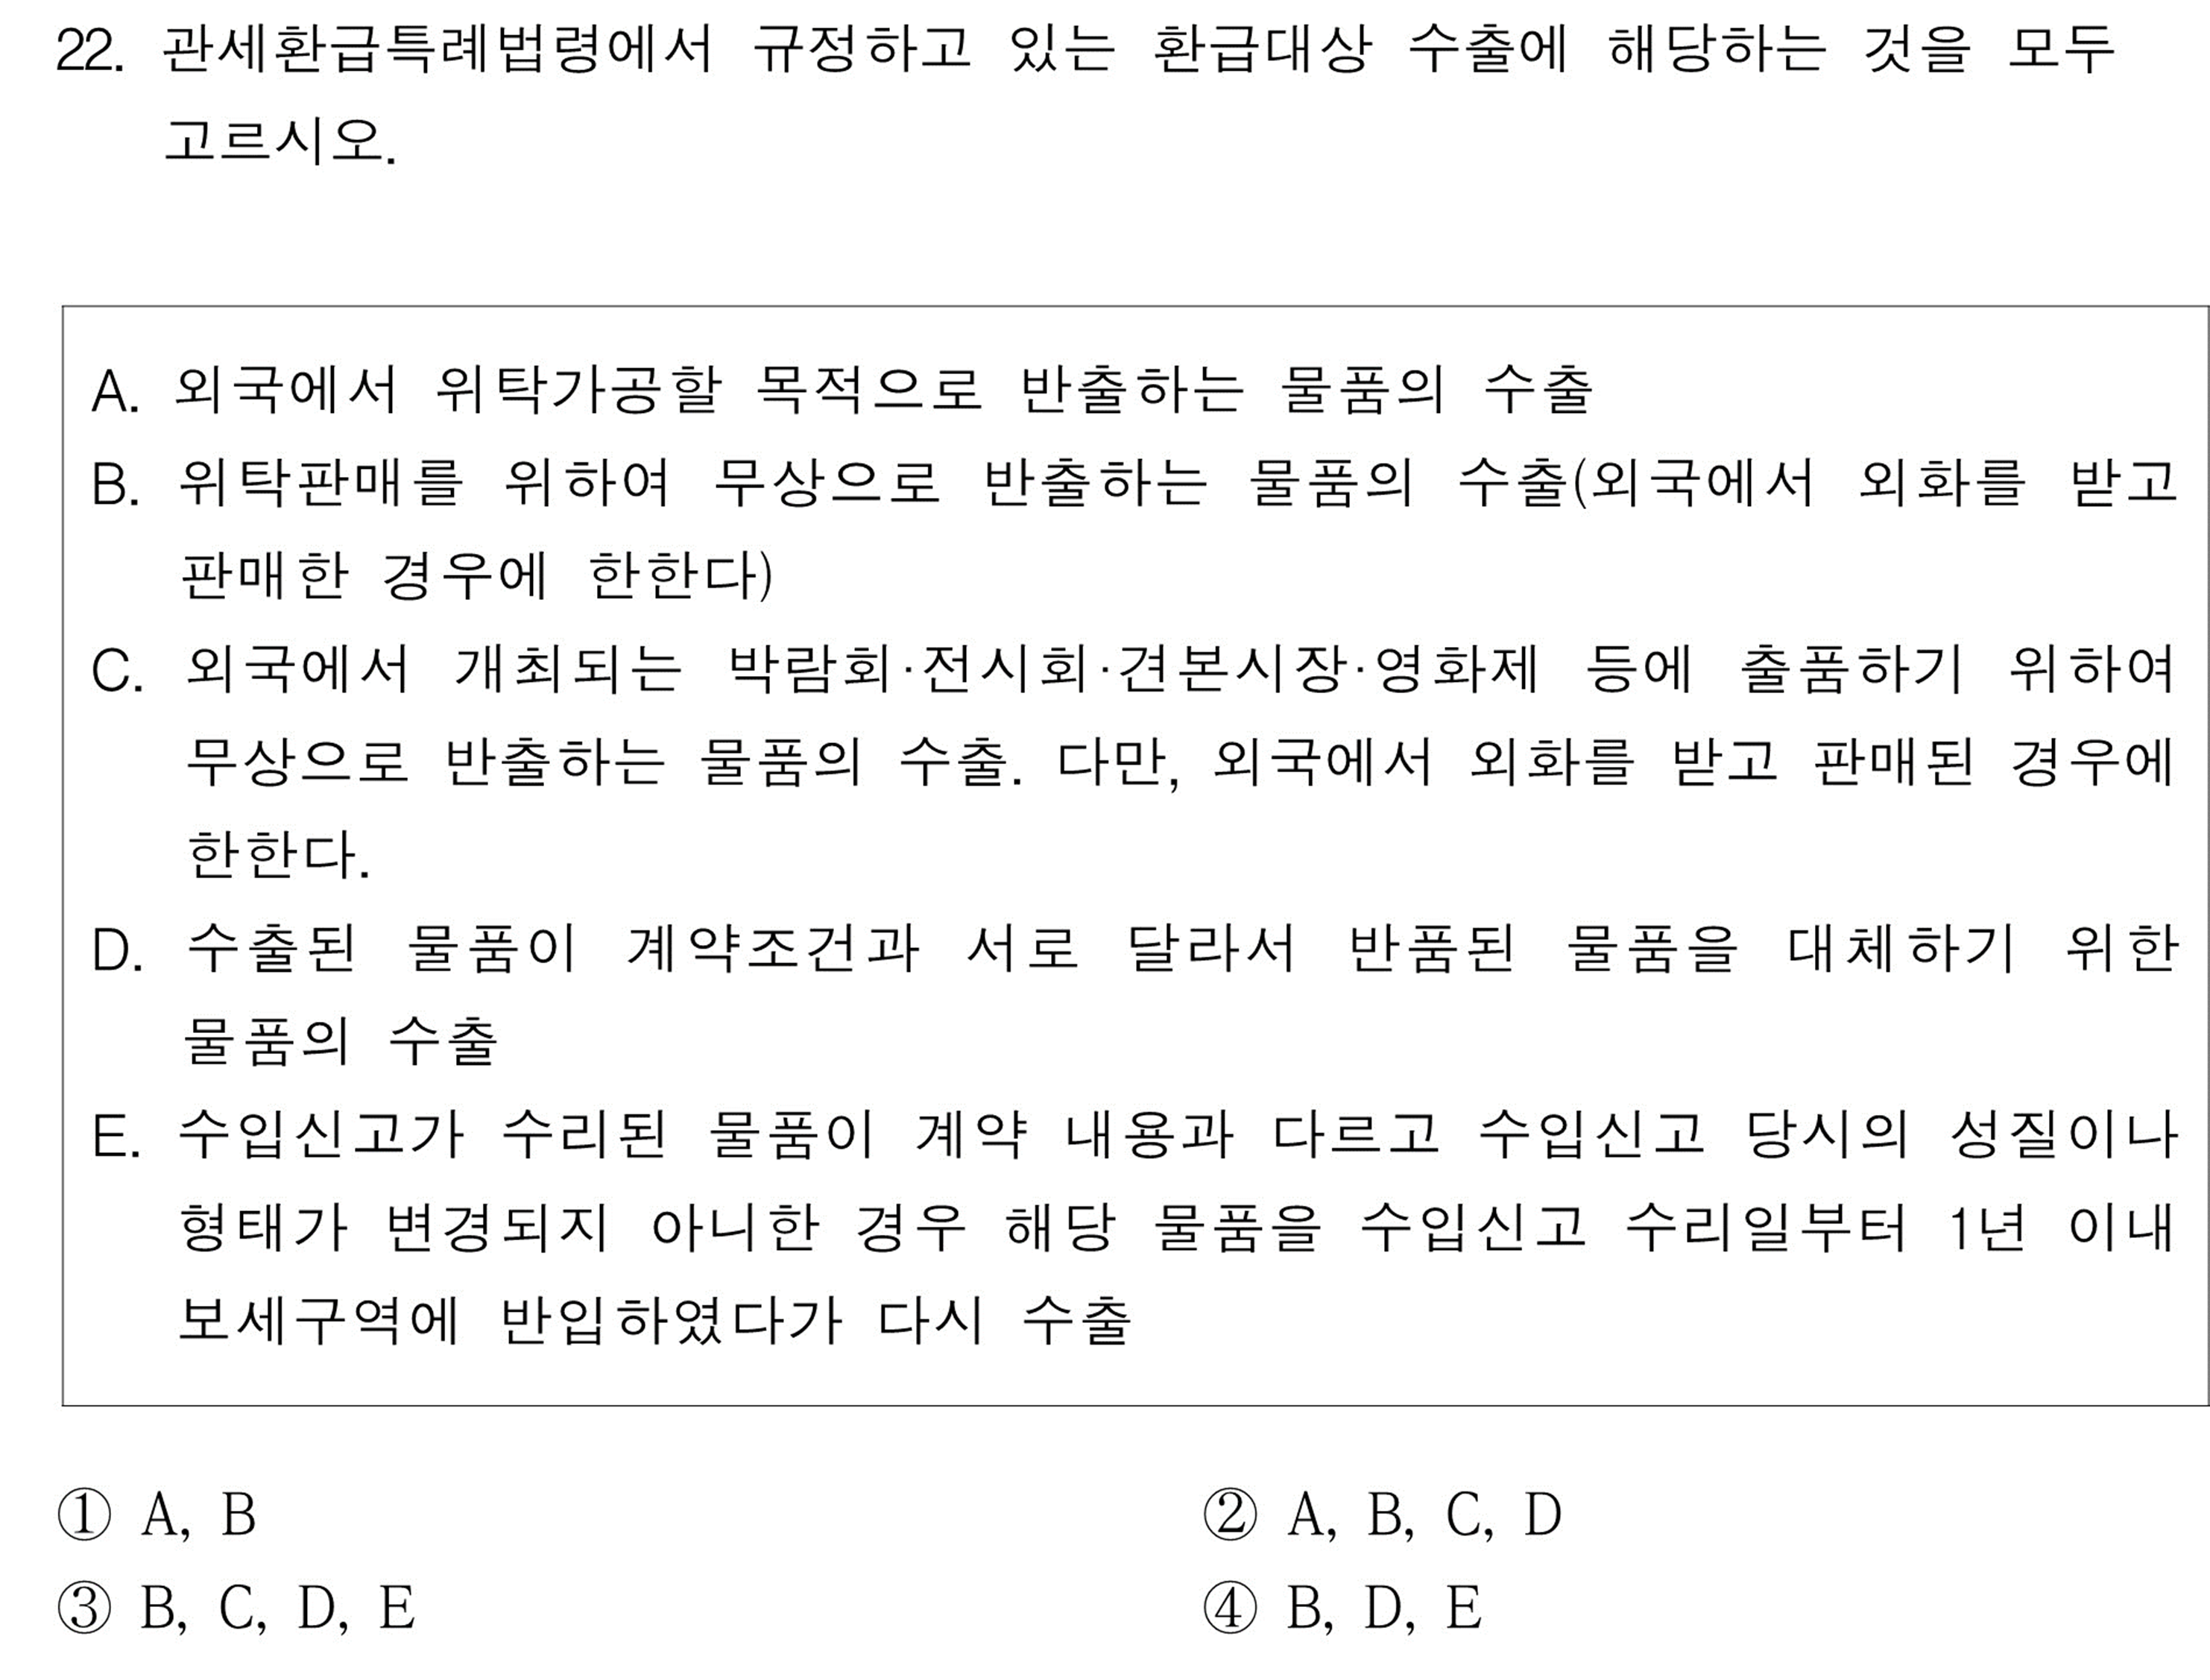 22. 관세환급특례법령에서 규정하고 있는 환급대상 수출에 해당하는 것을 모두
고르시오.
A. 외국에서 위탁가공할 목적으로 반출하는 물품의 수출
B. 위탁판매를 위하여 무상으로 반출하는 물품의 수출(외국에서 외화를 받고
판매한 경우에 한한다)
C. 외국에서 개최되는 박람회·전시회·견본시장·영화제 등에 출품하기 위하여
무상으로 반출하는 물품의 수출. 다만, 외국에서 외화를 받고 판매된 경우에
한한다.
D. 수출된 물품이 계약조건과 서로 달라서 반품된 물품을 대체하기 위한
물품의 수출
E. 수입신고가 수리된 물품이 계약 내용과 다르고 수입신고 당시의 성질이나
형태가 변경되지 아니한 경우 해당 물품을 수입신고 수리일부터 1년 이내
보세구역에 반입하였다가 다시 수출
① A, B
② A, B, C, D
③ B, C, D, E
④ B, D, E